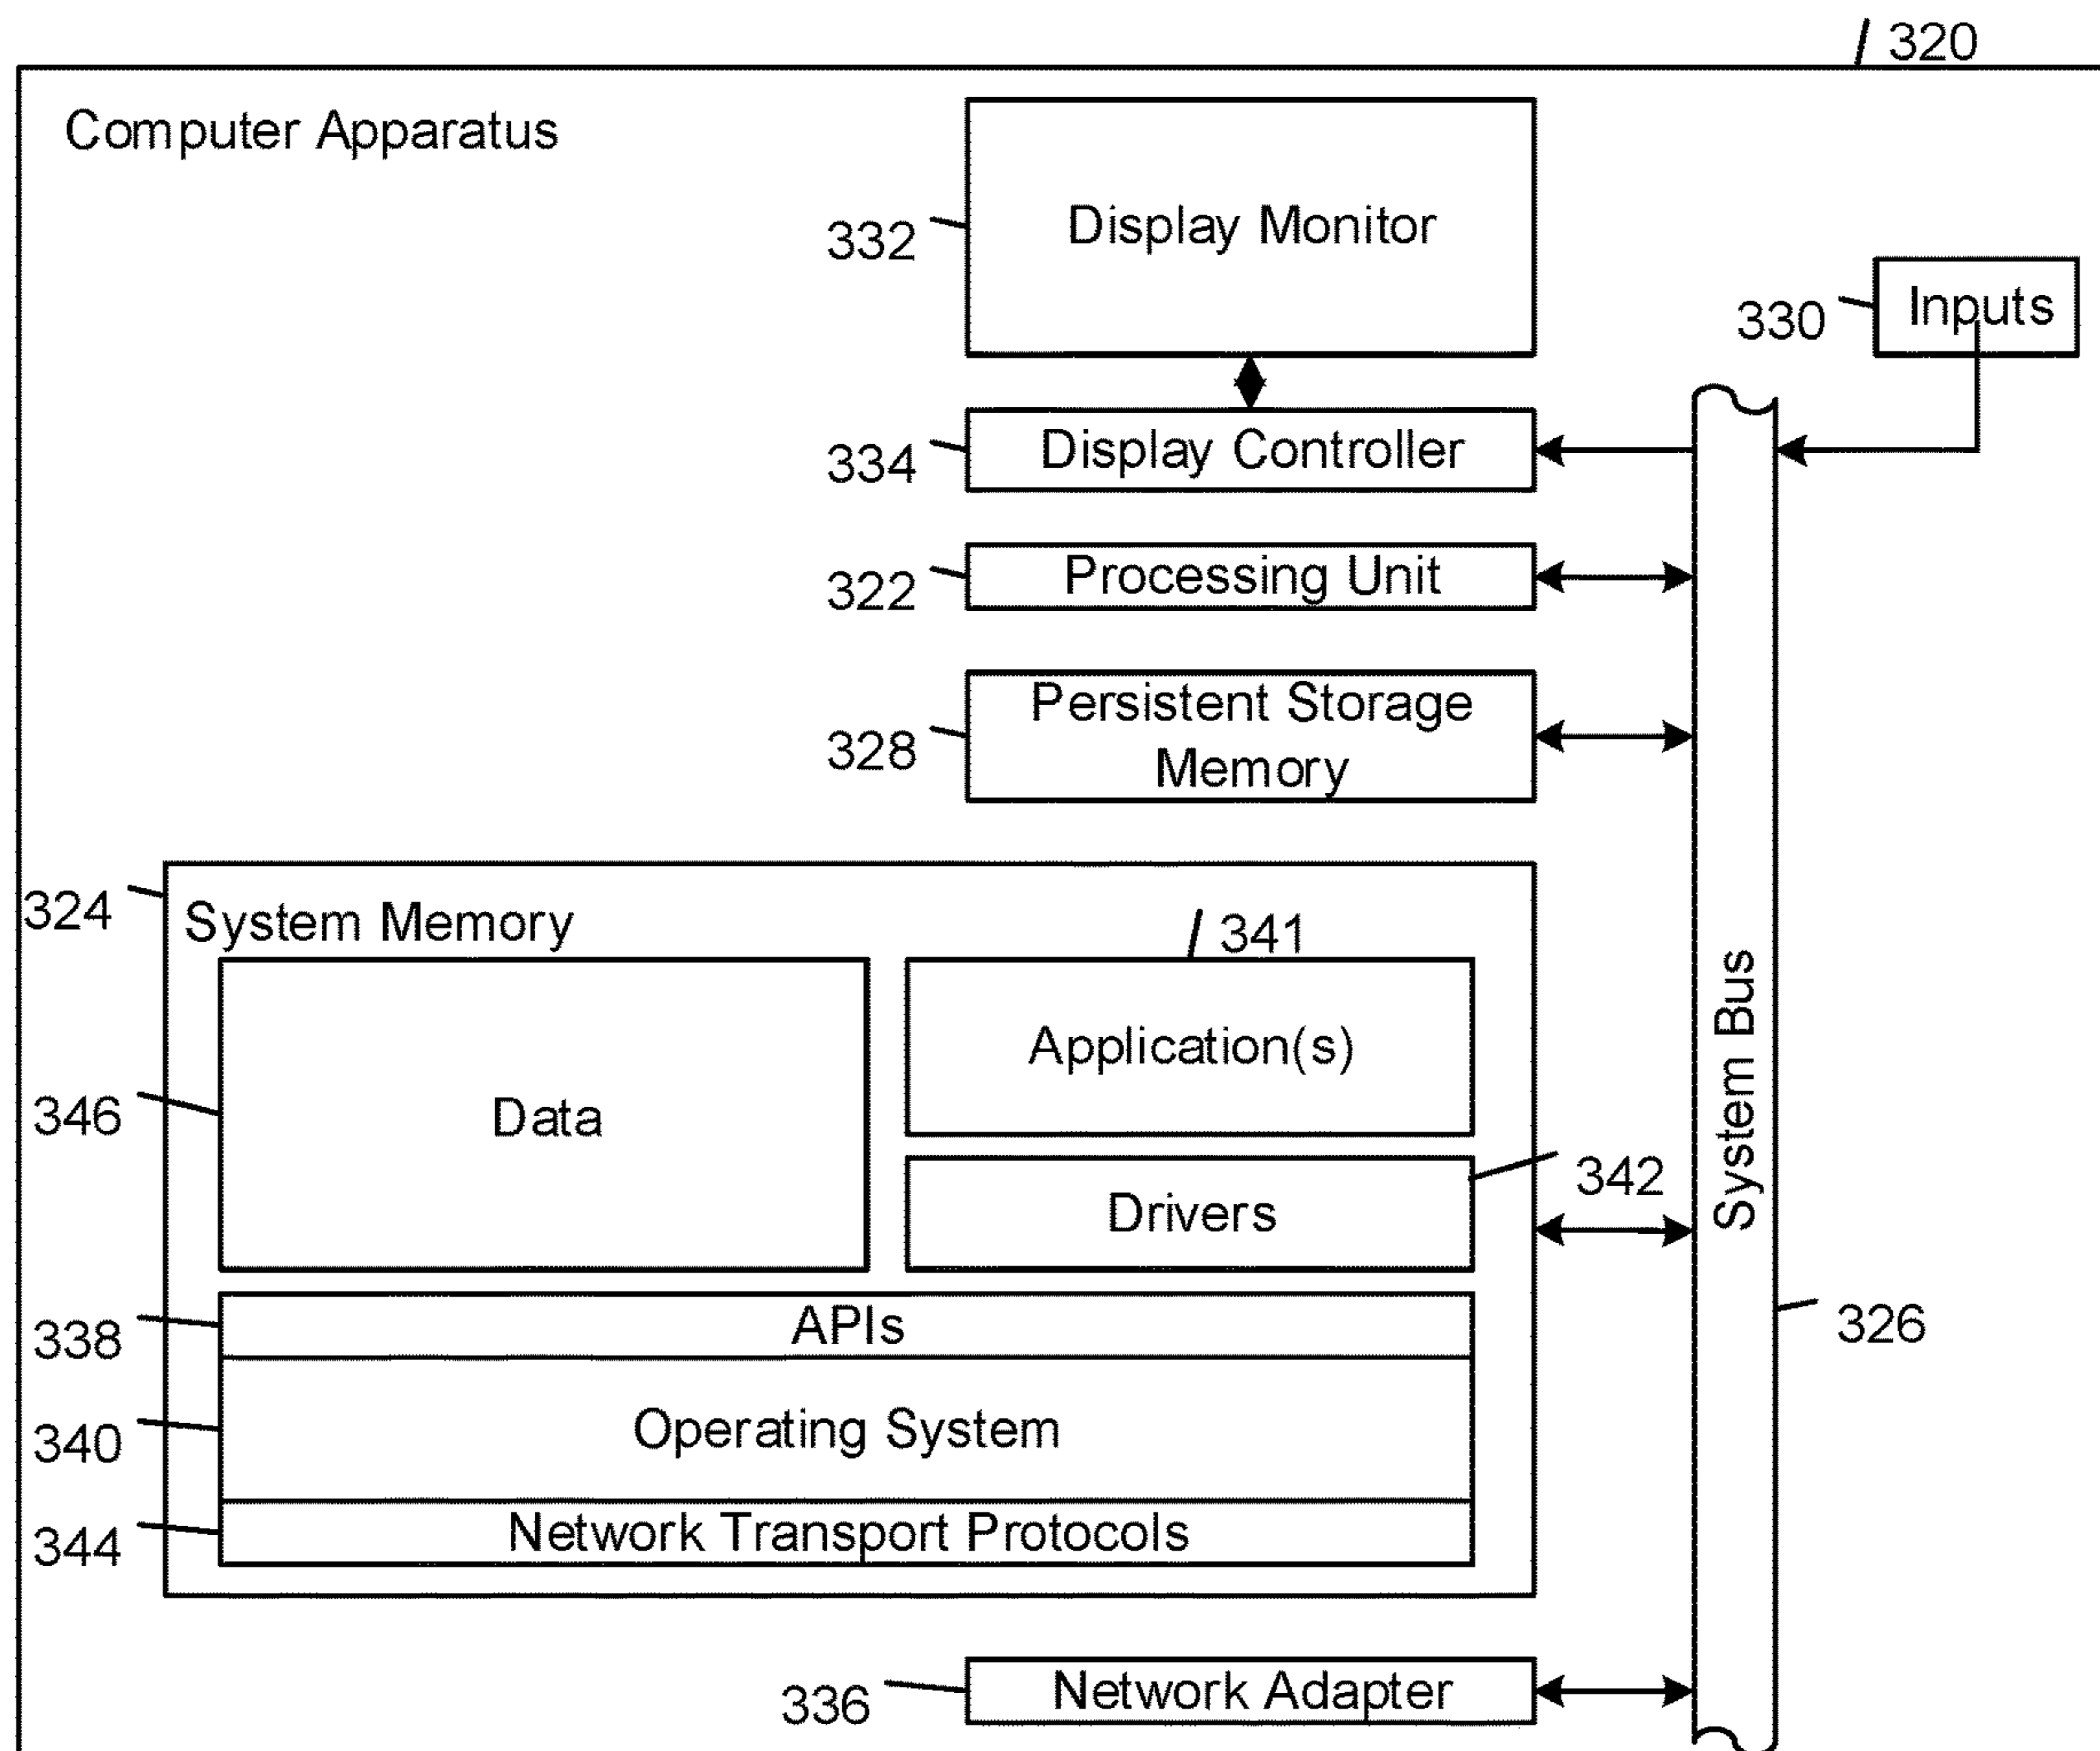 320
Computer Apparatus
332
Display Monitor
330
Inputs
334
Display Controller
322
Processing Unit
328
Persistent Storage
Memory
324
System Memory
341
Application(s)
346
Data
342
Drivers
System Bus
326
338
APIs
340
Operating System
344
Network Transport Protocols
336
Network Adapter